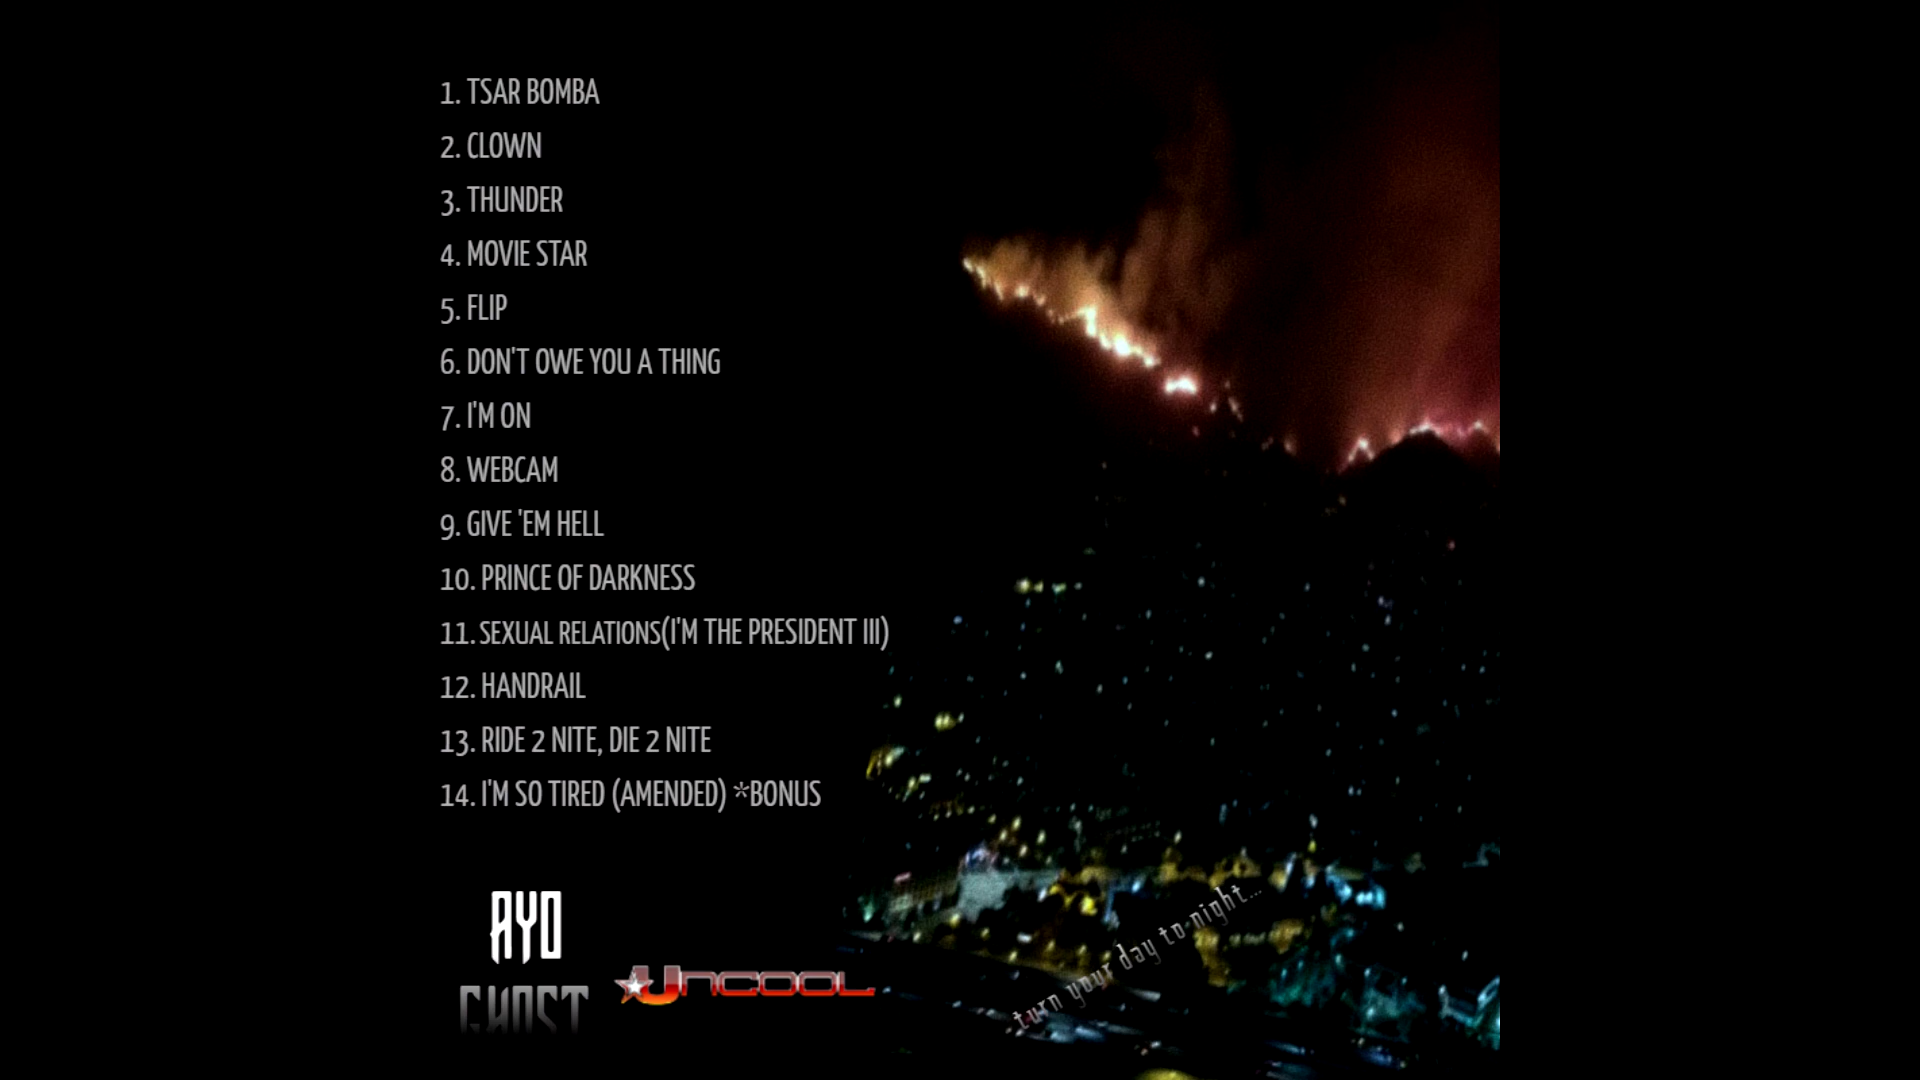 1. TSAR BOMBA
2. CLOWN
3. THUNDER
4. MOVIE STAR
5. FLIP
6. DON'T OWE YOU A THING
7. I'M ON
8. WEBCAM
9. GIVE 'EM HELL
10. PRINCE OF DARKNESS
11. SEXUAL RELATIONS(I'M THE PRESIDENT III)
12. HANDRAIL
13. RIDE 2 NITE, DIE 2 NITE
14. I'M SO TIRED (AMENDED) *BONUS
AYO
GHOST
UNCOOL
...turn your day to night...